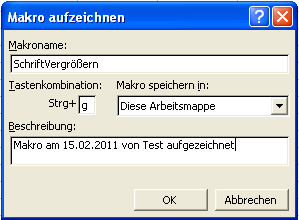 Makro aufzeichnen
Makroname:
SchriftVergrößern
Tastenkombination: Makro speichern in:
Strg+ g Diese Arbeitsmappe
Beschreibung:
Makro am 15.02.2011 von Test aufgezeichnet
OK Abbrechen